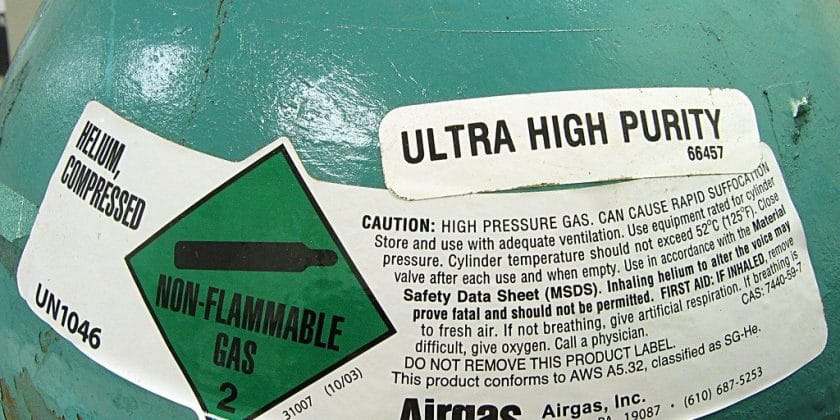 HELIUM,
COMPRESSED
UN1046
NON-FLAMMABLE
GAS
2
31007 (10/03)
ULTRA HIGH PURITY
66457
CAUTION: HIGH PRESSURE GAS. CAN CAUSE RAPID SUFFOCATION
Store and use with adequate ventilation. Use equipment rated for cylinder
pressure. Cylinder temperature should not exceed 52°C (125°F). Close
valve after each use and when empty. Use in accordance with the Material
Safety Data Sheet (MSDS). Inhaling helium to alter the voice may
prove fatal and should not be permitted. FIRST AID: IF INHALED, remove
to fresh air. If not breathing, give artificial respiration. If breathing is
difficult, give oxygen. Call a physician. CAS: 7440-59-7
DO NOT REMOVE THIS PRODUCT LABEL.
This product conforms to AWS A5.32, classified as SG-He.
Airgas Airgas, Inc.
PA 19087 • (610) 687-5253